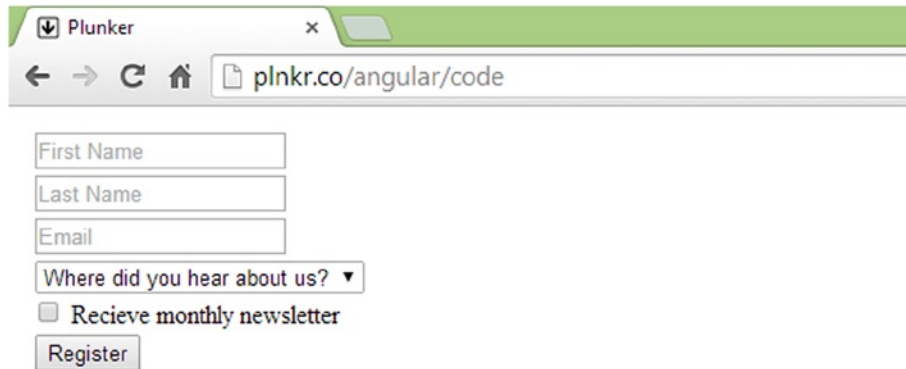 Plunker
plnkr.co/angular/code
First Name
Last Name
Email
Where did you hear about us?
Recieve monthly newsletter
Register